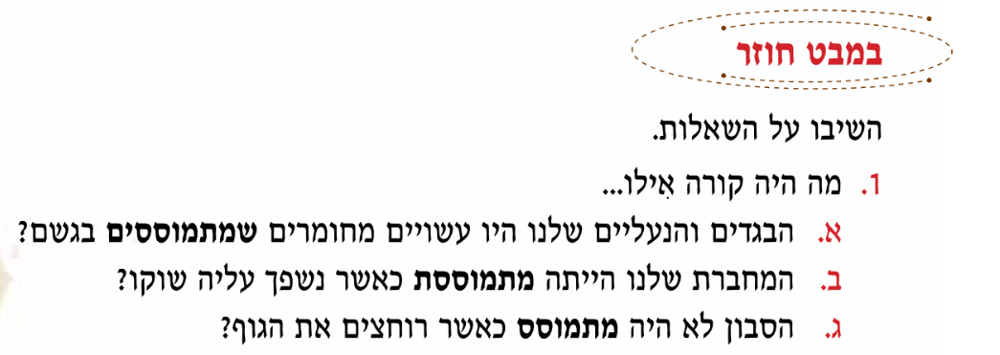 במבט חוזר
השיבו על השאלות.
1. מה היה קורה אִילו...
א. הבגדים והנעליים שלנו היו עשויים מחומרים שמתמוססים בגשם?
ב. המחברת שלנו הייתה מתמוססת כאשר נשפך עליה שוקו?
ג. הסבון לא היה מתמוסס כאשר רוחצים את הגוף?